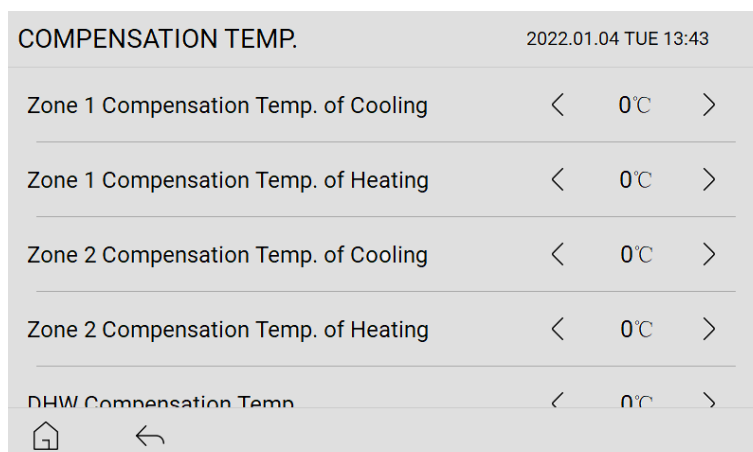 COMPENSATION TEMP. 2022.01.04 TUE 13:43
Zone 1 Compensation Temp. of Cooling 0℃
Zone 1 Compensation Temp. of Heating 0℃
Zone 2 Compensation Temp. of Cooling 0℃
Zone 2 Compensation Temp. of Heating 0℃
DHW Compensation Temp 0℃